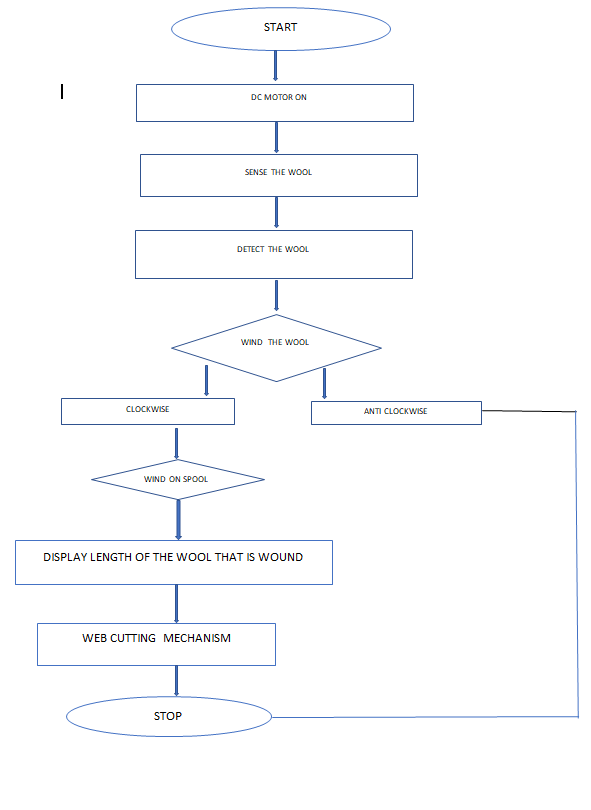 START
DC MOTOR ON
SENSE THE WOOL
DETECT THE WOOL
WIND THE WOOL
CLOCKWISE
ANTI CLOCKWISE
WIND ON SPOOL
DISPLAY LENGTH OF THE WOOL THAT IS WOUND
WEB CUTTING MECHANISM
STOP